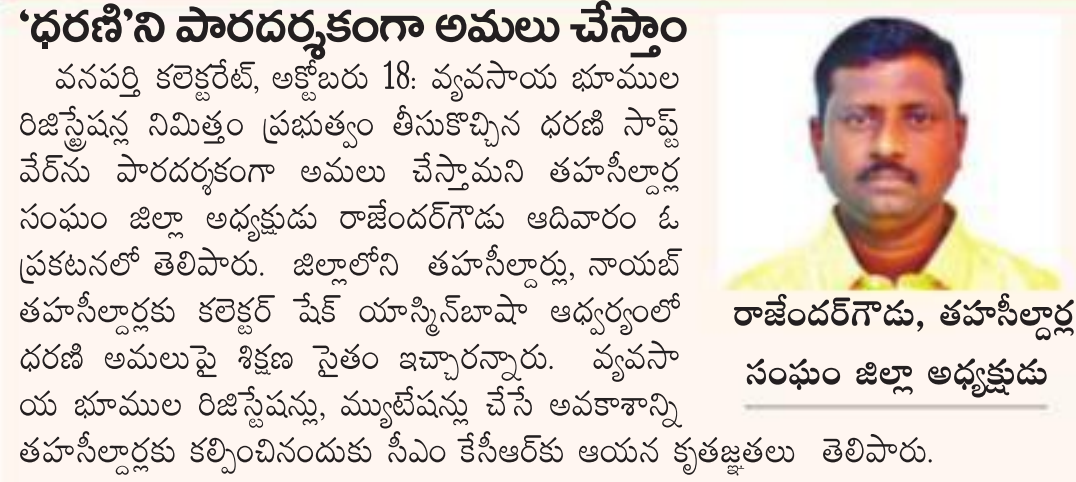 ‘ధరణి’ని పారదర్శకంగా అమలు చేస్తాం
వనపర్తి కలెక్టరేట్, అక్టోబరు 18: వ్యవసాయ భూముల
రిజిస్ట్రేషన్ల నిమిత్తం ప్రభుత్వం తీసుకొచ్చిన ధరణి సాఫ్ట్
వేర్‌ను పారదర్శకంగా అమలు చేస్తామని తహసీల్దార్ల
సంఘం జిల్లా అధ్యక్షుడు రాజేందర్‌గౌడు ఆదివారం ఓ
ప్రకటనలో తెలిపారు. జిల్లాలోని తహసీల్దార్లు, నాయబ్
తహసీల్దార్లకు కలెక్టర్ షేక్ యాస్మిన్‌బాషా ఆధ్వర్యంలో
ధరణి అమలుపై శిక్షణ సైతం ఇచ్చారన్నారు. వ్యవసా
య భూముల రిజిస్టేషన్లు, మ్యుటేషన్లు చేసే అవకాశాన్ని
తహసీల్దార్లకు కల్పించినందుకు సీఎం కేసీఆర్‌కు ఆయన కృతజ్ఞతలు తెలిపారు.
రాజేందర్‌గౌడు, తహసీల్దార్ల
సంఘం జిల్లా అధ్యక్షుడు